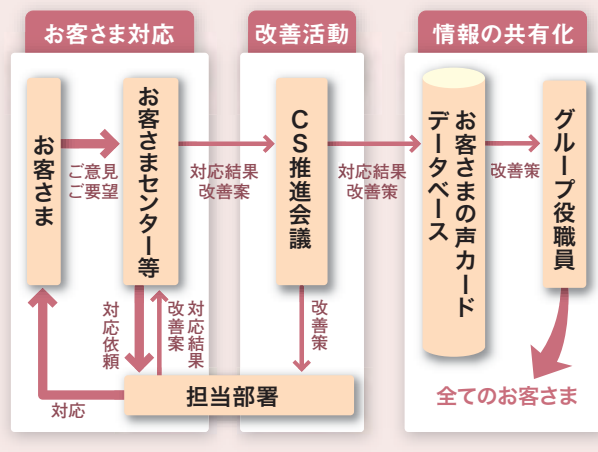 お客さま対応
改善活動
情報の共有化
お客さま
ご意見
ご要望
お客さまセンター等
対応結果
改善案
CS推進会議
対応結果
改善策
お客さまの声カード
データベース
改善策
グループ役職員
対応依頼
対応結果
改善案
改善策
担当部署
対応
全てのお客さま